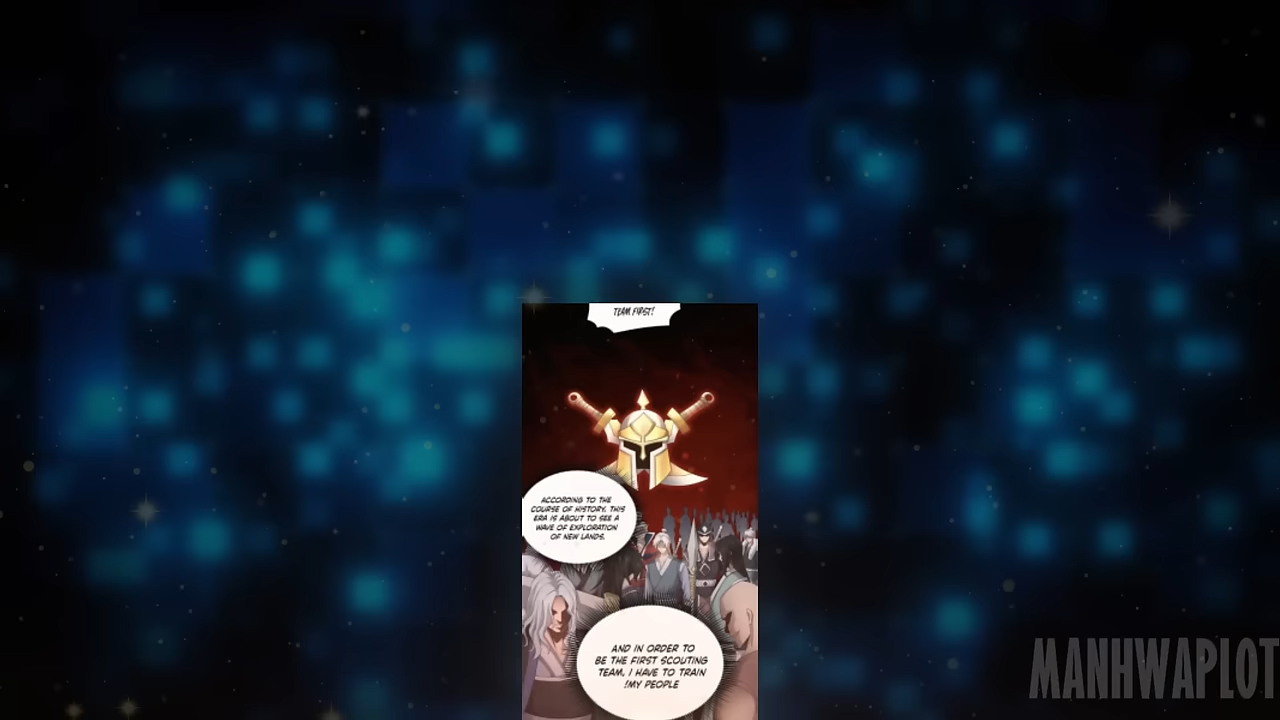 TEAM FIRST!
ACCORDING TO THE
COURSE OF HISTORY, THIS
ERA IS ABOUT TO SEE A
WAVE OF EXPLORATION
OF NEW LANDS.
AND IN ORDER TO
BE THE FIRST SCOUTING
TEAM, I HAVE TO TRAIN
!MY PEOPLE
MANHWAPLOT